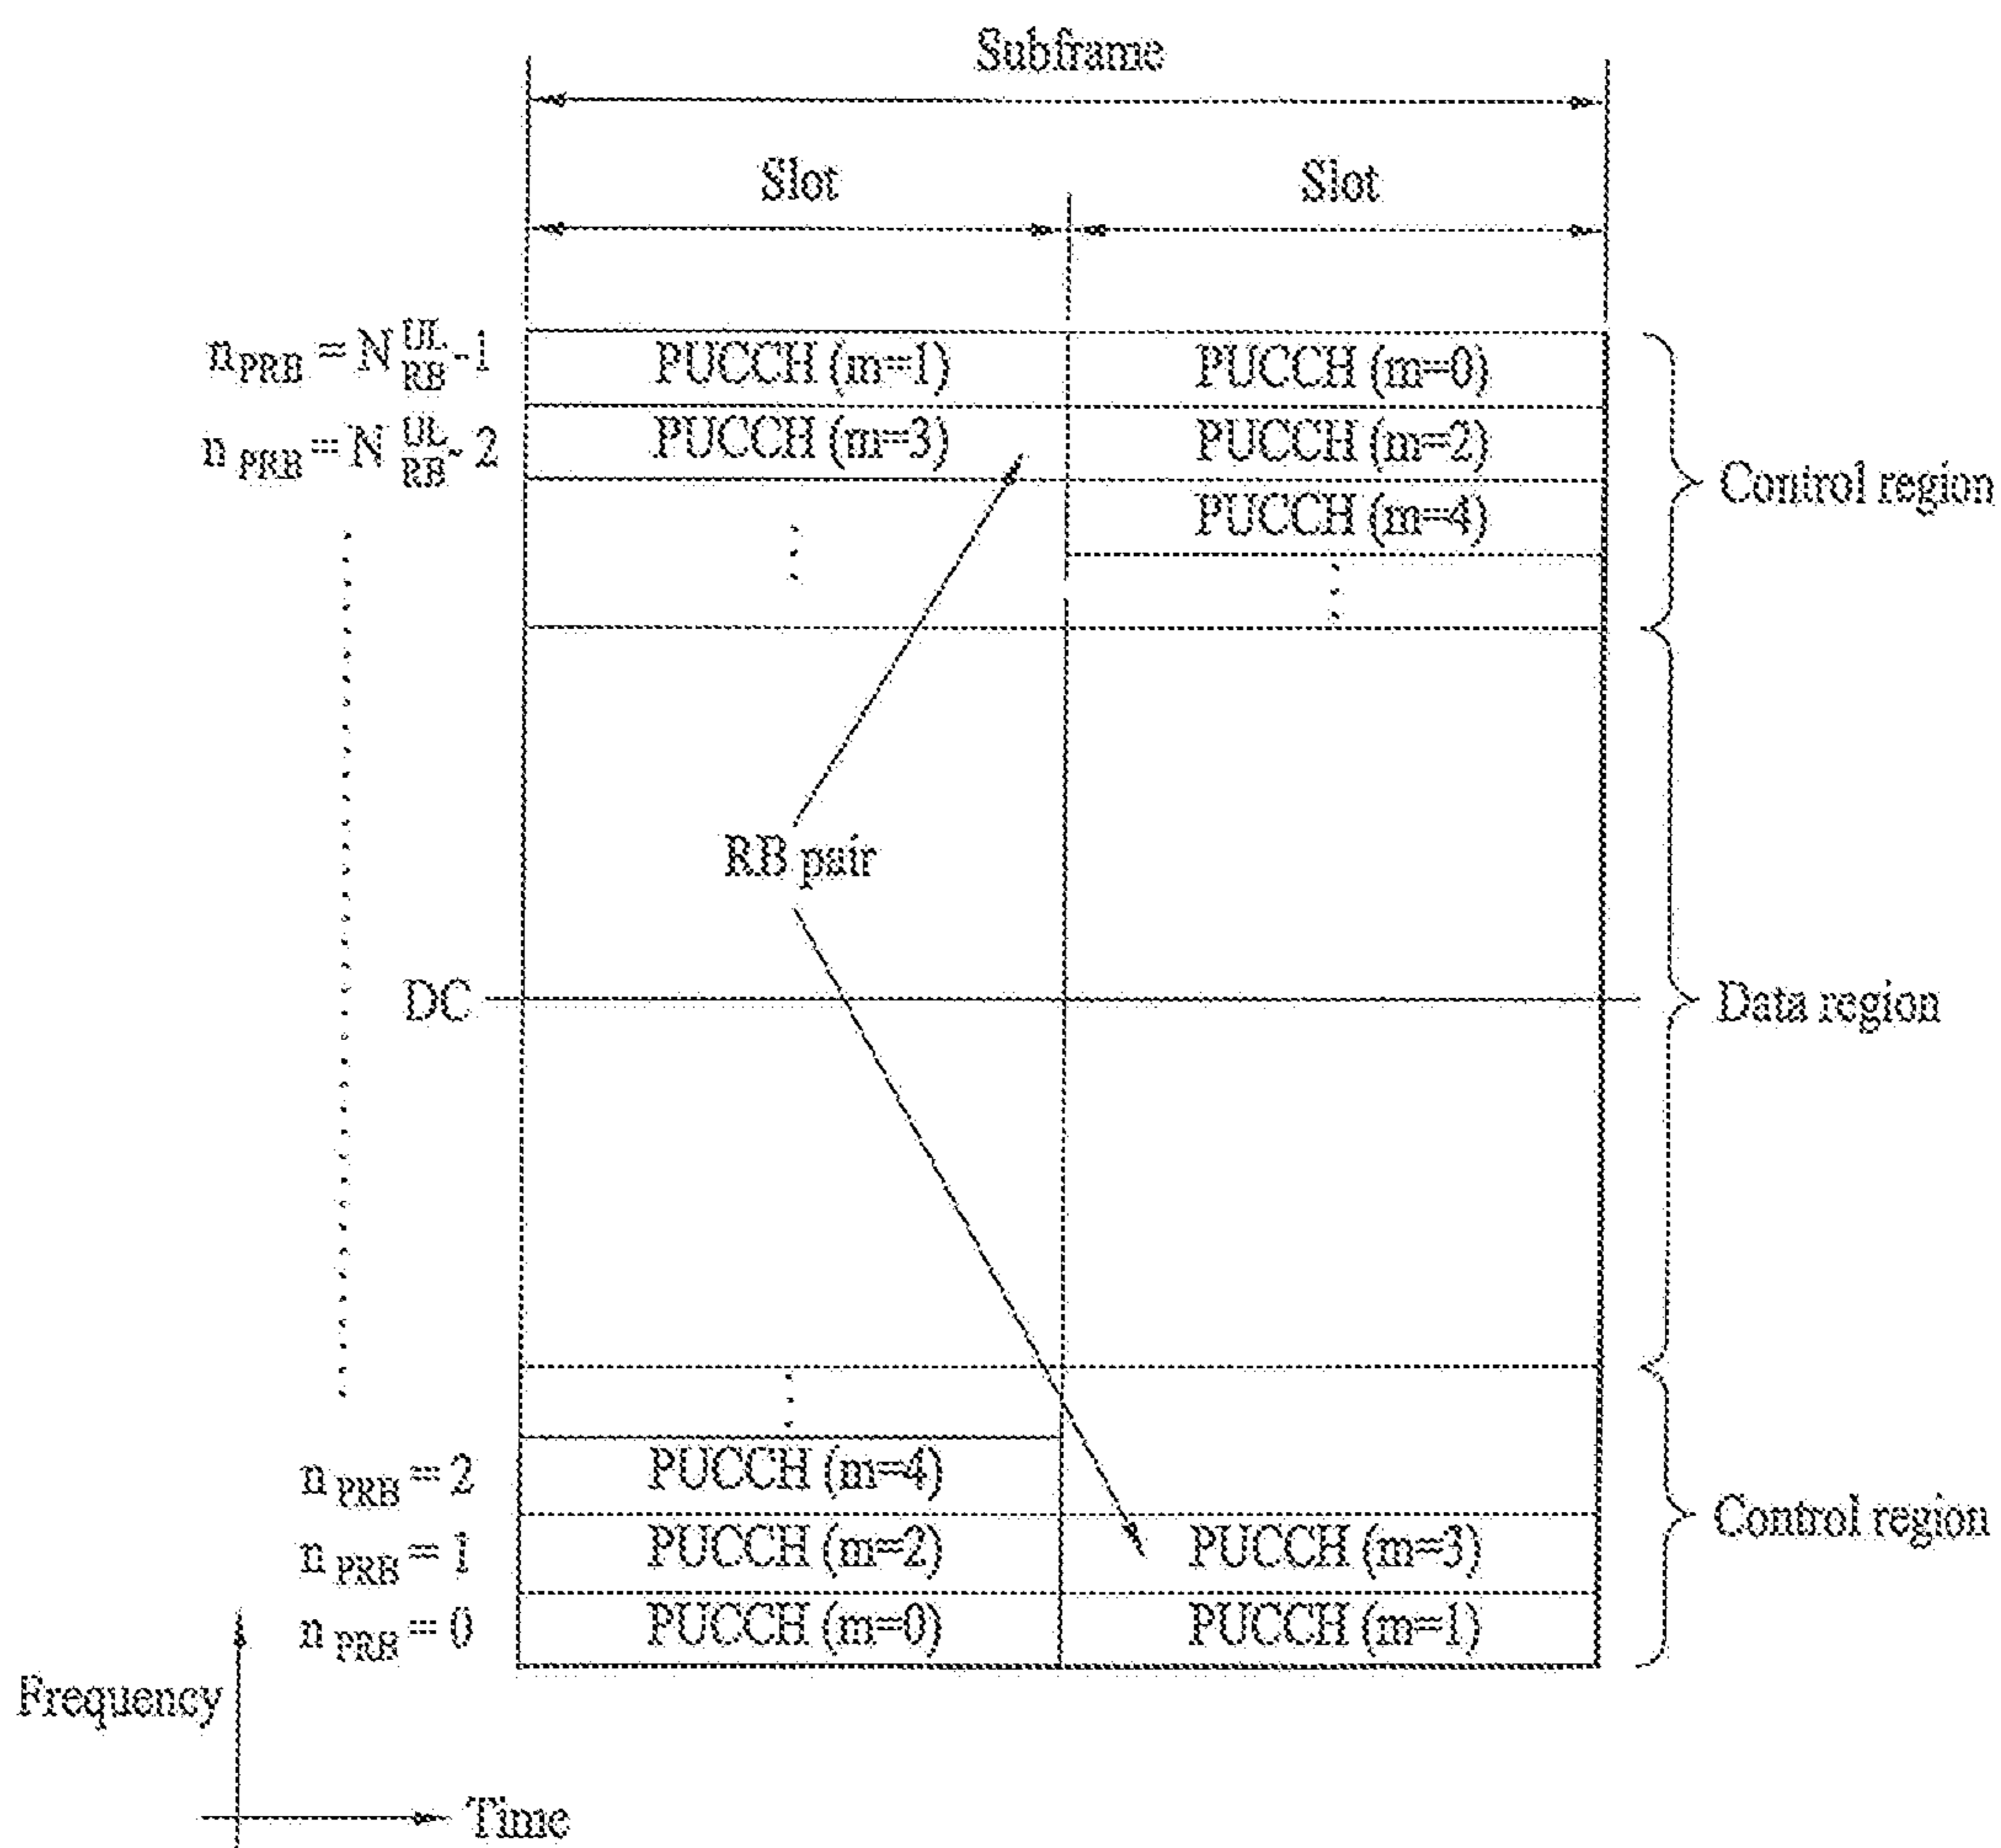 Subframe
Slot Slot
n PRB = N UL RB -1 PUCCH (m=1) PUCCH (m=0)
n PRB = N UL RB - 2 PUCCH (m=3) PUCCH (m=2)
PUCCH (m=4)
Control region
RB pair
DC
Data region
n PRB = 2 PUCCH (m=4)
n PRB = 1 PUCCH (m=2) PUCCH (m=3)
Control region
n PRB = 0 PUCCH (m=0) PUCCH (m=1)
Frequency
Time